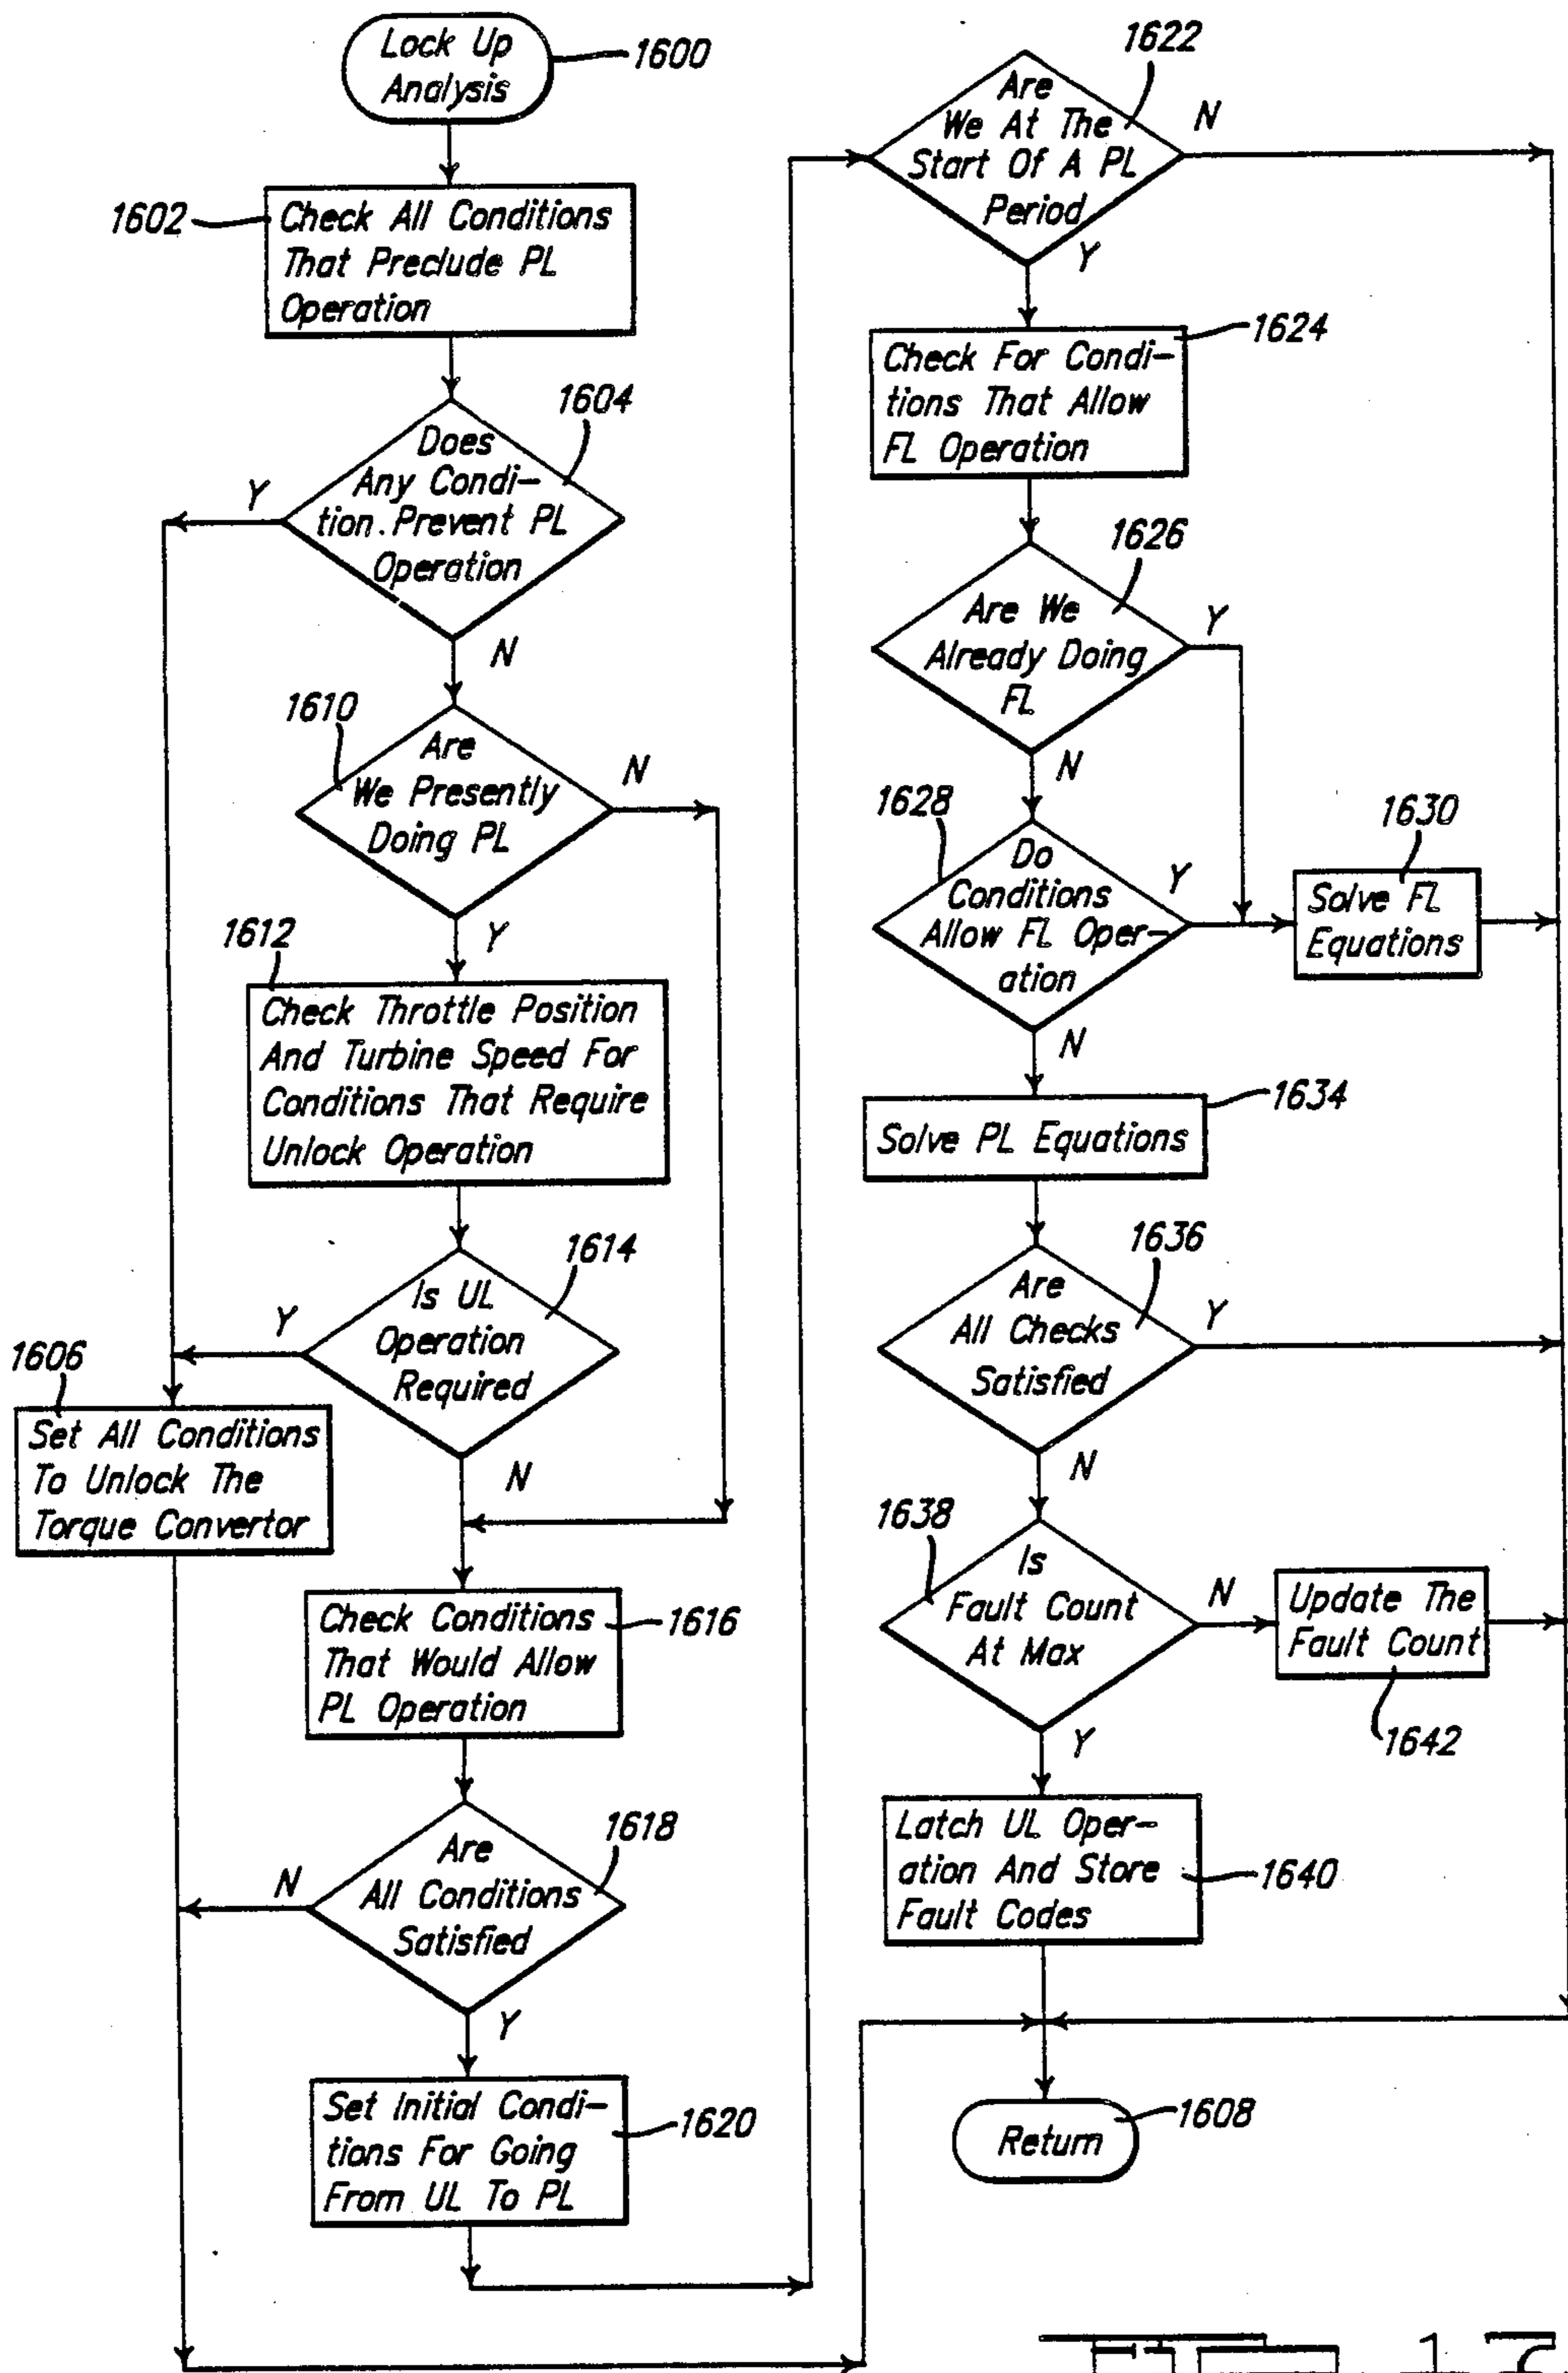 Lock Up
Analysis
1600
1602
Check All Conditions
That Preclude PL
Operation
1604
Does
Any Condi-
tion. Prevent PL
Operation
Y
N
1610
Are
We Presently
Doing PL
N
Y
1612
Check Throttle Position
And Turbine Speed For
Conditions That Require
Unlock Operation
1614
Is UL
Operation
Required
Y
N
1606
Set All Conditions
To Unlock The
Torque Convertor
Check Conditions
That Would Allow
PL Operation
1616
1618
Are
All Conditions
Satisfied
N
Y
Set Initial Condi-
tions For Going
From UL To PL
1620
1622
Are
We At The
Start Of A PL
Period
N
Y
1624
Check For Condi-
tions That Allow
FL Operation
1626
Are We
Already Doing
FL
Y
N
1628
Do
Conditions
Allow FL Oper-
ation
Y
N
1630
Solve FL
Equations
1634
Solve PL Equations
1636
Are
All Checks
Satisfied
Y
N
1638
Is
Fault Count
At Max
N
Y
Update The
Fault Count
1642
Latch UL Oper-
ation And Store
Fault Codes
1640
Return
1608